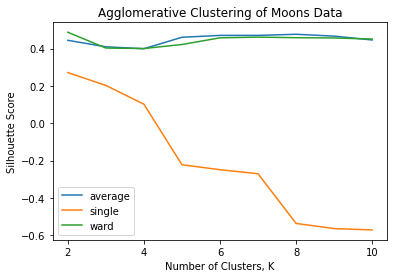 Agglomerative Clustering of Moons Data
Silhouette Score
0.4
0.2
0.0
−0.2
−0.4
−0.6
average
single
ward
2 4 6 8 10
Number of Clusters, K